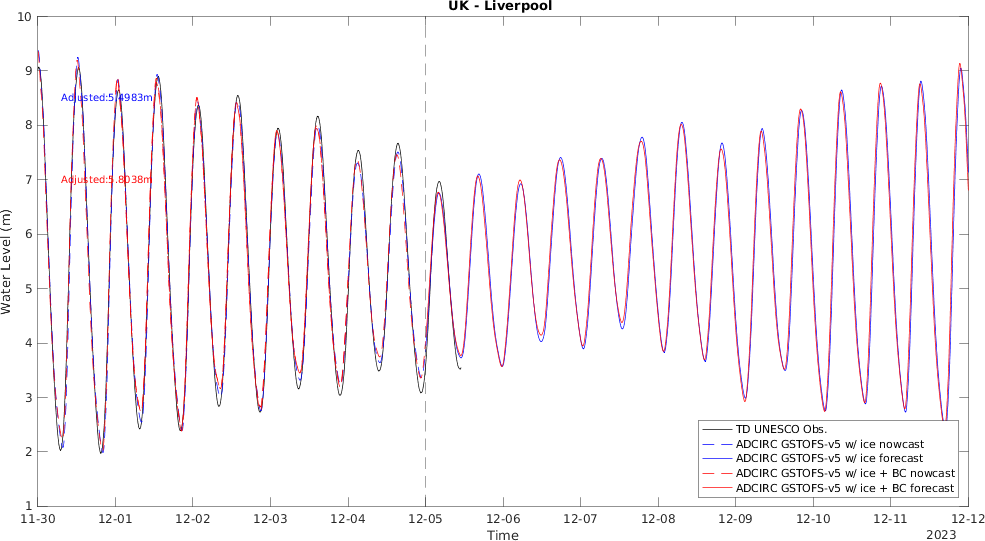 UK - Liverpool
10
9
8
7
6
5
4
3
2
1
Water Level (m)
Adjusted:5.4983m
Adjusted:5.8038m
TD UNESCO Obs.
ADCIRC GSTOFS-v5 w/ ice nowcast
ADCIRC GSTOFS-v5 w/ ice forecast
ADCIRC GSTOFS-v5 w/ ice + BC nowcast
ADCIRC GSTOFS-v5 w/ ice + BC forecast
11-30 12-01 12-02 12-03 12-04 12-05 12-06 12-07 12-08 12-09 12-10 12-11 12-12
Time
2023